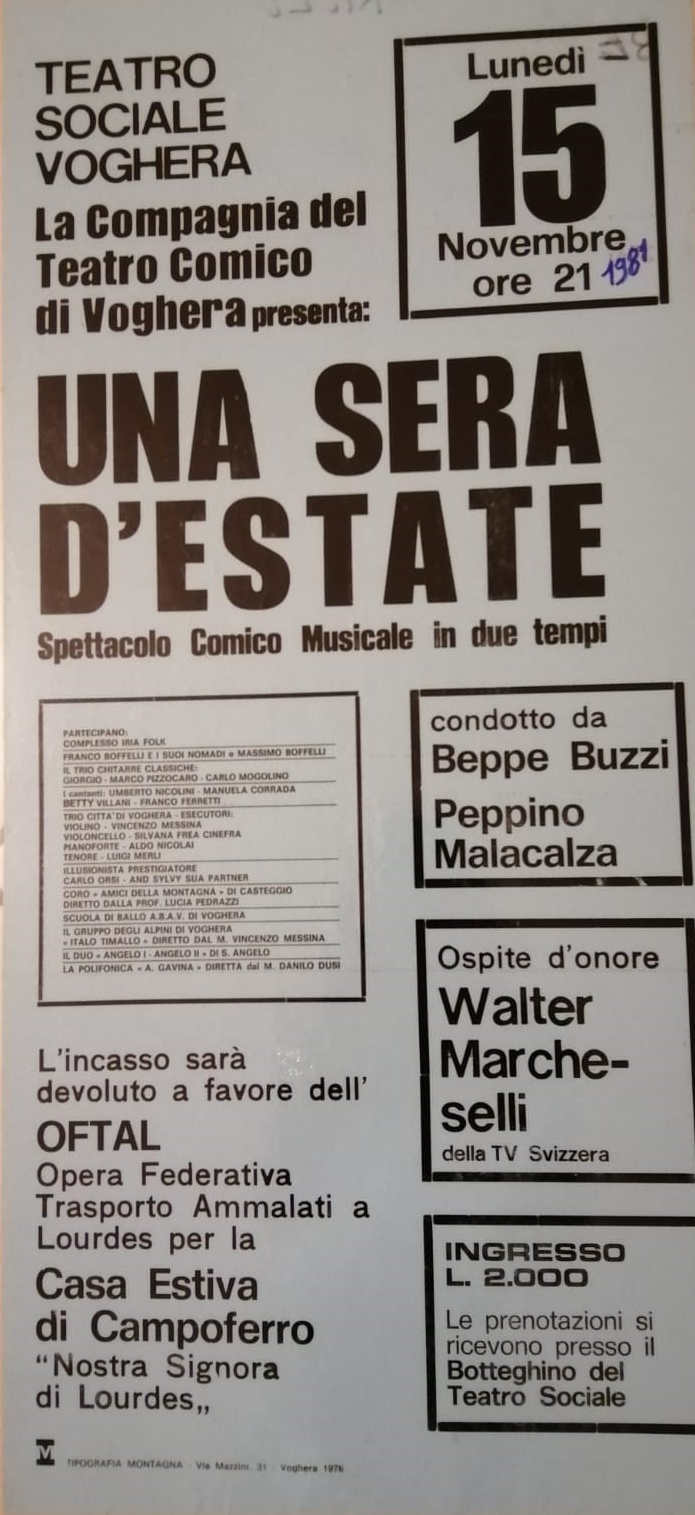 TEATRO
SOCIALE
VOGHERA
La Compagnia del
Teatro Comico
di Voghera presenta:
Lunedì
15
Novembre
ore 21 1981
UNA SERA
D'ESTATE
Spettacolo Comico Musicale in due tempi
PARTECIPANO:
COMPLESSO IRIA FOLK
FRANCO BOFFELLI E I SUOI NOMADI e MASSIMO BOFFELLI
IL TRIO CHITARRE CLASSICHE:
GIORGIO - MARCO PIZZOCARO - CARLO MOGOLINO
I cantanti: UMBERTO NICOLINI - MANUELA CORRADA
BETTY VILLANI - FRANCO FERRETTI
TRIO CITTA' DI VOGHERA - ESECUTORI:
VIOLINO - VINCENZO MESSINA
VIOLONCELLO - SILVANA FREA CINEFRA
PIANOFORTE - ALDO NICOLAI
TENORE - LUIGI MERLI
ILLUSIONISTA PRESTIGIATORE
CARLO ORSI - AND SYLVY SUA PARTNER
CORO « AMICI DELLA MONTAGNA » DI CASTEGGIO
DIRETTO DALLA PROF. LUCIA PEDRAZZI
SCUOLA DI BALLO A.B.A.V. DI VOGHERA
IL GRUPPO DEGLI ALPINI DI VOGHERA
« ITALO TIMALLO » DIRETTO DAL M. VINCENZO MESSINA
IL DUO « ANGELO I - ANGELO II » DI S. ANGELO
LA POLIFONICA « A. GAVINA » DIRETTA dal M. DANILO DUSI
condotto da
Beppe Buzzi
Peppino
Malacalza
Ospite d'onore
Walter
Marche-
selli
della TV Svizzera
L'incasso sarà
devoluto a favore dell'
OFTAL
Opera Federativa
Trasporto Ammalati a
Lourdes per la
Casa Estiva
di Campoferro
“Nostra Signora
di Lourdes„
INGRESSO
L. 2.000
Le prenotazioni si
ricevono presso il
Botteghino del
Teatro Sociale
M TIPOGRAFIA MONTAGNA - Via Mazzini, 31 - Voghera 1976